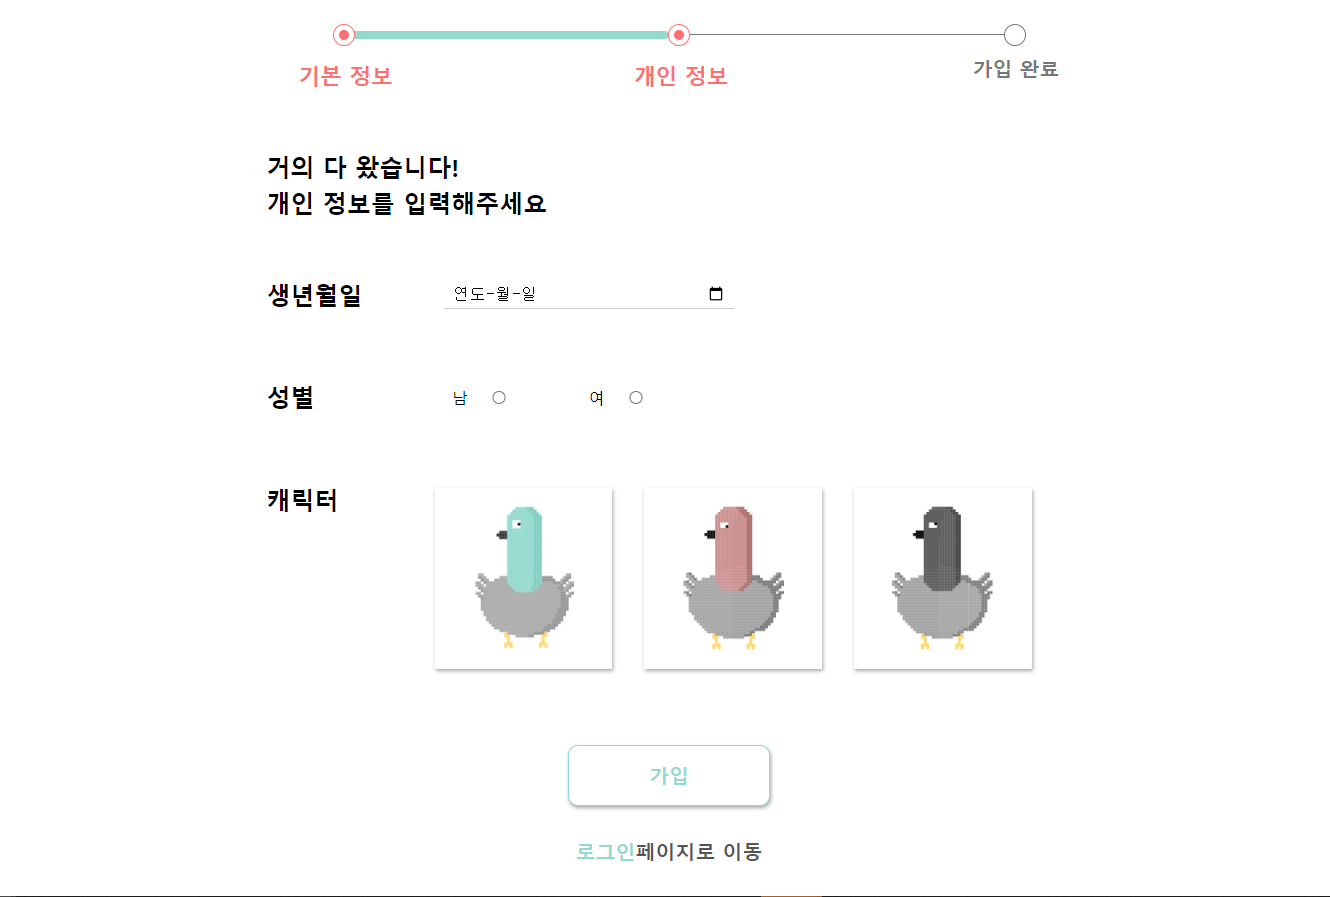 기본 정보
개인 정보
가입 완료
거의 다 왔습니다!
개인 정보를 입력해주세요
생년월일
연도-월-일
성별
남
여
캐릭터
가입
로그인페이지로 이동